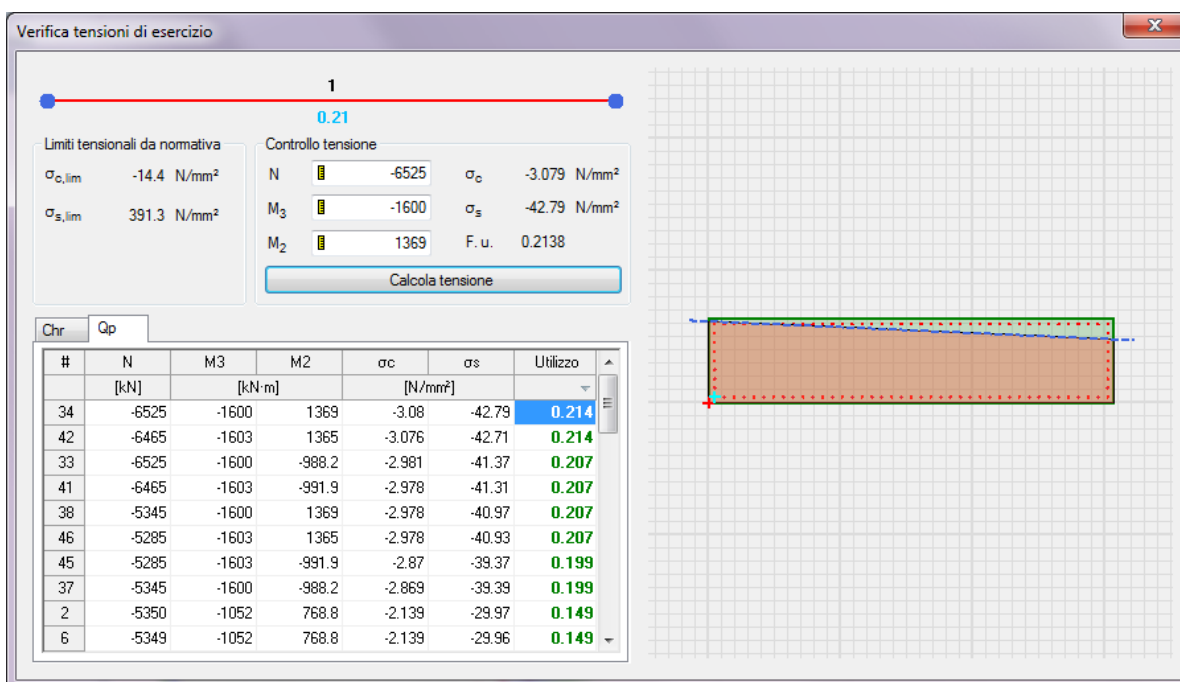 Verifica tensioni di esercizio
1
0.21
Limiti tensionali da normativa
σc,lim -14.4 N/mm²
σs,lim 391.3 N/mm²
Controllo tensione
N -6525 σc -3.079 N/mm²
M3 -1600 σs -42.79 N/mm²
M2 1369 F. u. 0.2138
Calcola tensione
Chr Qp
# N M3 M2 σc σs Utilizzo
[kN] [kN·m] [N/mm²]
34 -6525 -1600 1369 -3.08 -42.79 0.214
42 -6465 -1603 1365 -3.076 -42.71 0.214
33 -6525 -1600 -988.2 -2.981 -41.37 0.207
41 -6465 -1603 -991.9 -2.978 -41.31 0.207
38 -5345 -1600 1369 -2.978 -40.97 0.207
46 -5285 -1603 1365 -2.978 -40.93 0.207
45 -5285 -1603 -991.9 -2.87 -39.37 0.199
37 -5345 -1600 -988.2 -2.869 -39.39 0.199
2 -5350 -1052 768.8 -2.139 -29.97 0.149
6 -5349 -1052 768.8 -2.139 -29.96 0.149